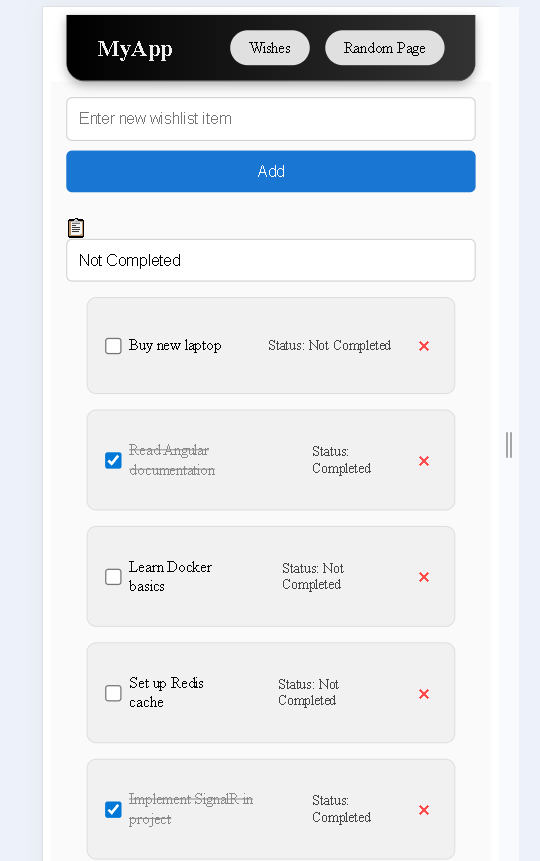 MyApp
Wishes
Random Page
Enter new wishlist item
Add
Not Completed
Buy new laptop
Status: Not Completed
Read Angular
documentation
Status:
Completed
Learn Docker
basics
Status: Not
Completed
Set up Redis
cache
Status: Not
Completed
Implement SignalR in
project
Status:
Completed